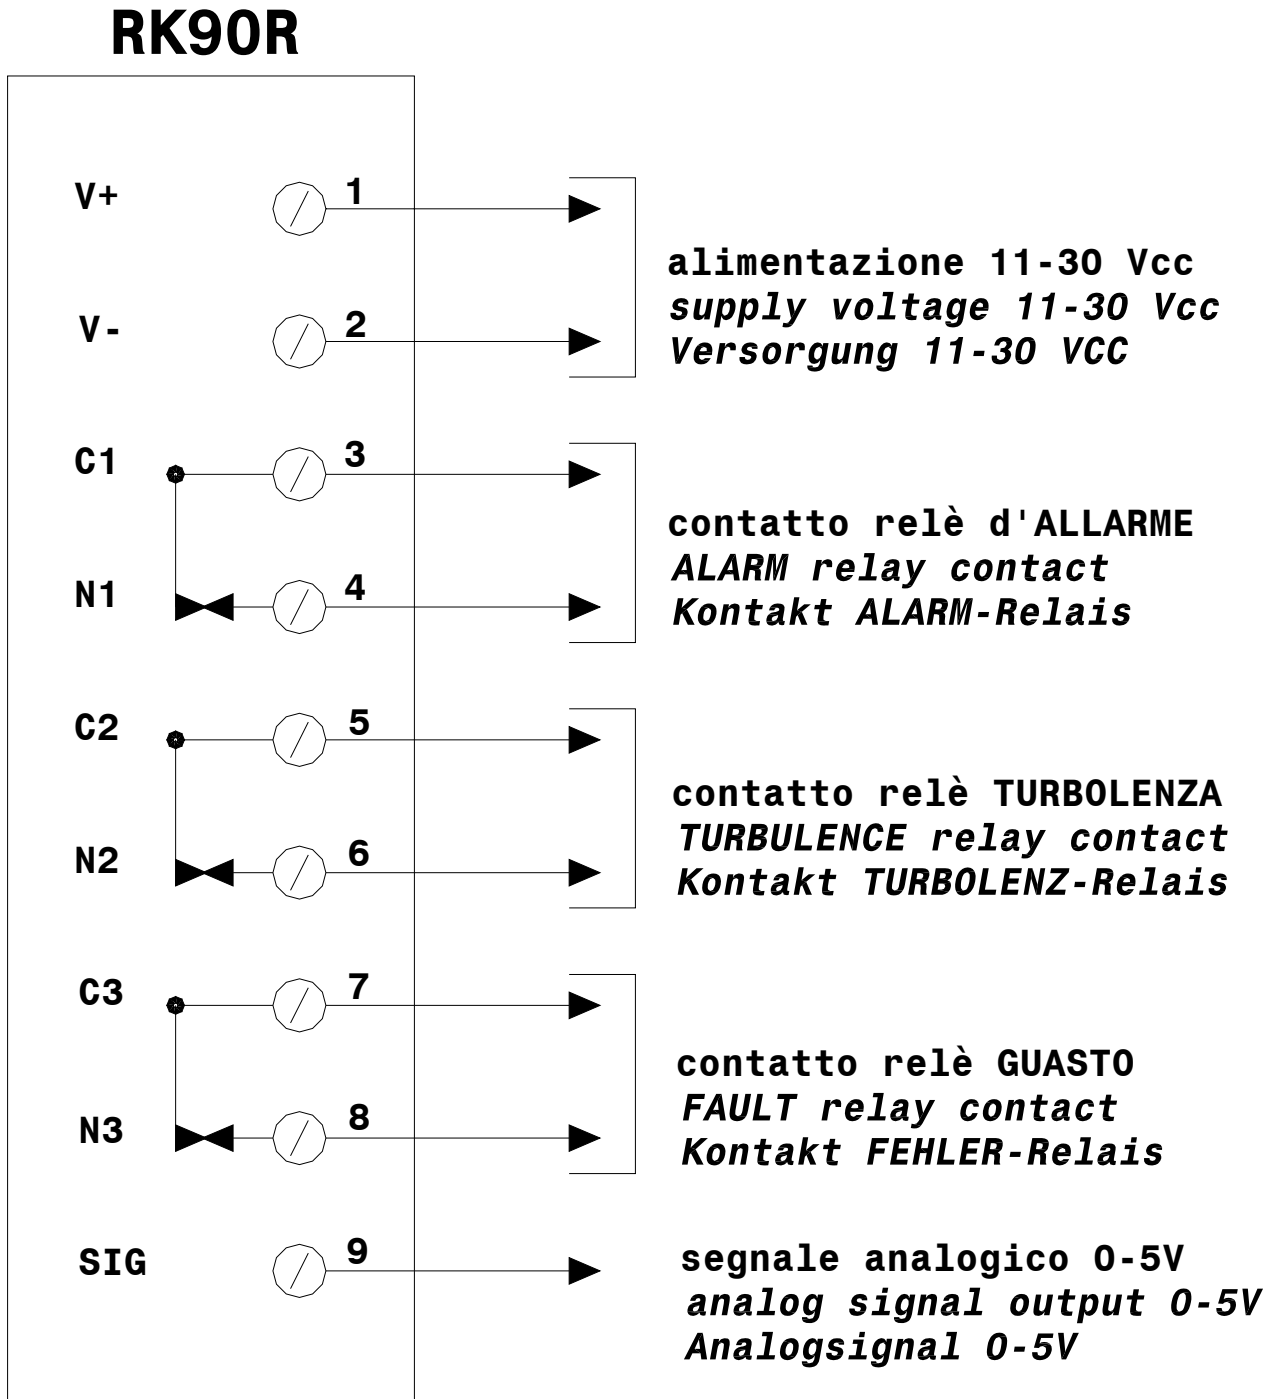 RK90R
V+ 1
V- 2
alimentazione 11-30 Vcc
supply voltage 11-30 Vcc
Versorgung 11-30 VCC
C1 3
N1 4
contatto relè d'ALLARME
ALARM relay contact
Kontakt ALARM-Relais
C2 5
N2 6
contatto relè TURBOLENZA
TURBULENCE relay contact
Kontakt TURBOLENZ-Relais
C3 7
N3 8
contatto relè GUASTO
FAULT relay contact
Kontakt FEHLER-Relais
SIG 9
segnale analogico 0-5V
analog signal output 0-5V
Analogsignal 0-5V